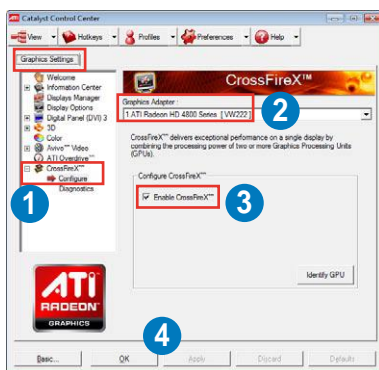 Catalyst Control Center
View Hotkeys Profiles Preferences Help
Graphics Settings
Welcome
Information Center
Displays Manager
Display Options
Digital Panel (DVI) 3
3D
Color
Avivo™ Video
ATI Overdrive™
CrossFireX™
Configure
Diagnostics
1
CrossFireX™
Graphics Adapter :
1.ATI Radeon HD 4800 Series [ VW222 ]
2
CrossFireX™ delivers exceptional performance on a single display by
combining the processing power of two or more Graphics Processing Units
(GPUs).
Configure CrossFireX™
Enable CrossFireX™
3
Identify GPU
ATI
RADEON
GRAPHICS
4
Basic... OK Apply Discard Defaults